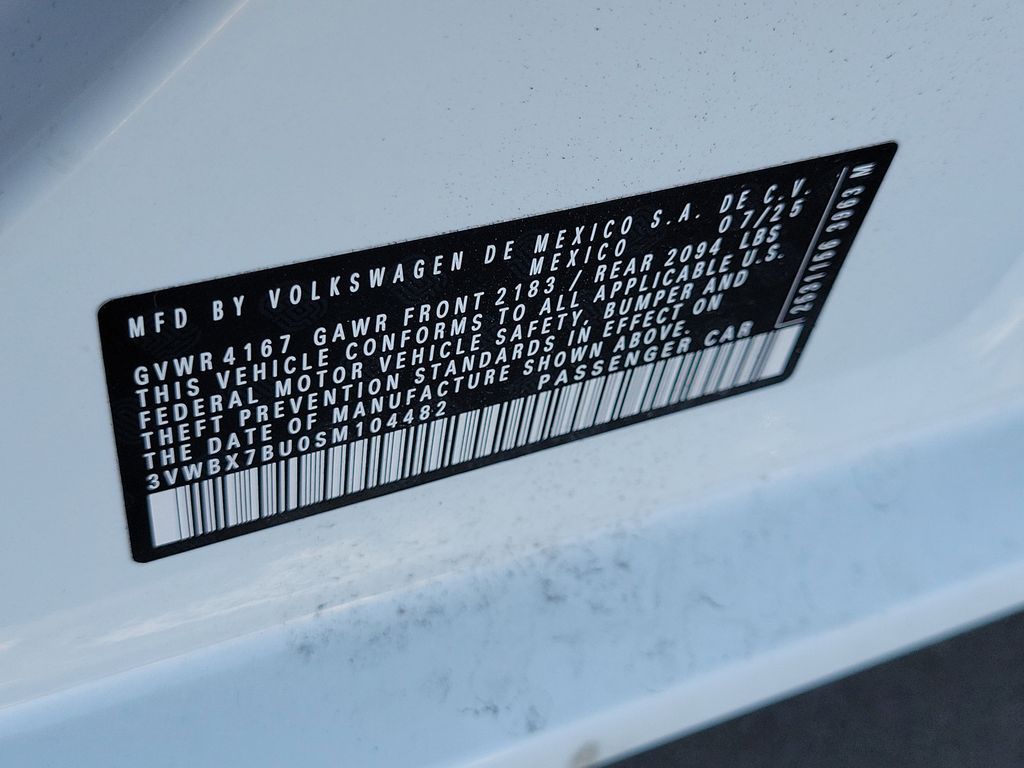 MFD BY VOLKSWAGEN DE MEXICO S.A. DE C.V.
MEXICO 07/25
GVWR 4167 GAWR FRONT 2183 / REAR 2094 LBS
THIS VEHICLE CONFORMS TO ALL APPLICABLE U.S.
FEDERAL MOTOR VEHICLE SAFETY, BUMPER AND
THEFT PREVENTION STANDARDS IN EFFECT ON
THE DATE OF MANUFACTURE SHOWN ABOVE.
3VWBX7BU0SM104482 PASSENGER CAR
2631166 3963 M